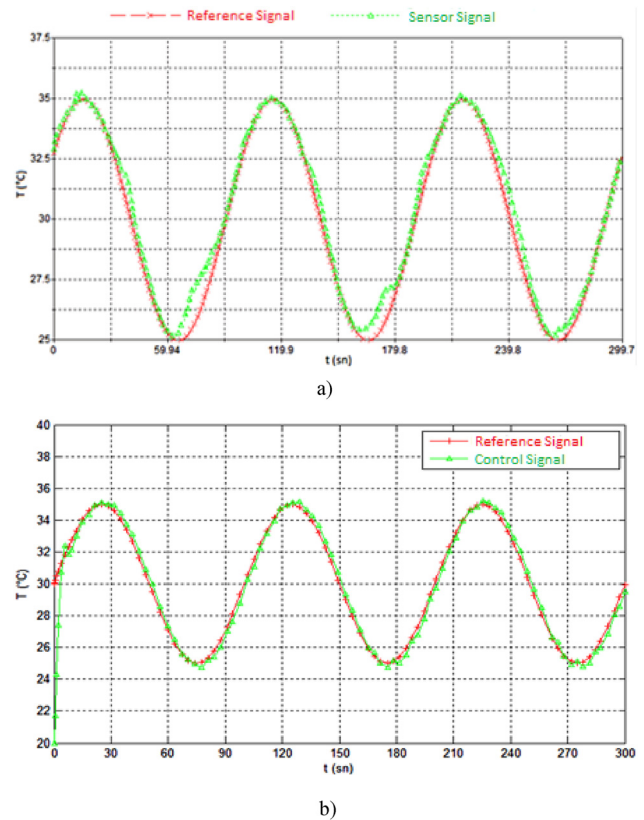 Reference Signal Sensor Signal
37.5
35
32.5
30
27.5
25
T (°C)
0 59.94 119.9 179.8 239.8 299.7
t (sn)
a)
40
38
36
34
32
30
28
26
24
22
20
T (°C)
Reference Signal
Control Signal
0 30 60 90 120 150 180 210 240 270 300
t (sn)
b)